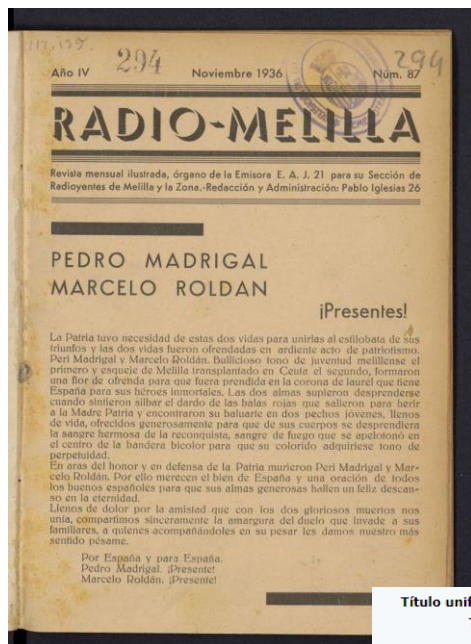 112.135.
294
294
Año IV Noviembre 1936 Núm. 87
RADIO-MELILLA
Revista mensual ilustrada, órgano de la Emisora E. A. J. 21 para su Sección de
Radioyentes de Melilla y la Zona.-Redacción y Administración: Pablo Iglesias 26
PEDRO MADRIGAL
MARCELO ROLDAN
¡Presentes!
La Patria tuvo necesidad de estas dos vidas para unirlas al estilobata de sus
triunfos y las dos vidas fueron ofrendadas en ardiente acto de patriotismo.
Peri Madrigal y Marcelo Roldán. Bullicioso tono de juventud melillense el
primero y esqueje de Melilla transplantado en Ceuta el segundo, formaron
una flor de ofrenda para que fuera prendida en la corona de laurel que tiene
España para sus héroes inmortales. Las dos almas supieron desprenderse
cuando sintieron silbar el dardo de las balas rojas que salieron para herir
a la Madre Patria y encontraron su baluarte en dos pechos jóvenes, llenos
de vida, ofrecidos generosamente para que de sus cuerpos se desprendiera
la sangre hermosa de la reconquista, sangre de fuego que se apelotonó en
el centro de la bandera bicolor para que su colorido adquiriese tono de
perpetuidad.
En aras del honor y en defensa de la Patria murieron Peri Madrigal y Mar-
celo Roldán. Por ello merecen el bien de España y una oración de todos
los buenos españoles para que sus almas generosas hallen un feliz descan-
so en la eternidad.
Llenos de dolor por la amistad que con los dos gloriosos muertos nos
unía, compartimos sinceramente la amargura del duelo que invade a sus
familiares, a quienes acompañándoles en su pesar les damos nuestro más
sentido pésame.
Por España y para España.
Pedro Madrigal. ¡Presente!
Marcelo Roldán. ¡Presente!
Título unif